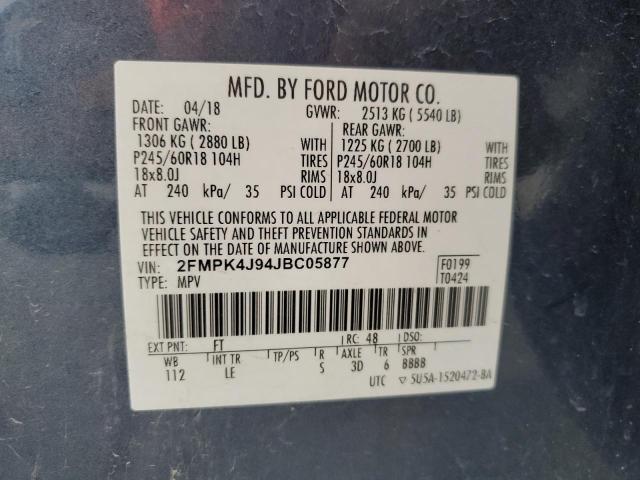 MFD. BY FORD MOTOR CO.
DATE: 04/18 GVWR: 2513 KG ( 5540 LB)
FRONT GAWR: REAR GAWR:
1306 KG ( 2880 LB) WITH 1225 KG ( 2700 LB) WITH
P245/60R18 104H TIRES P245/60R18 104H TIRES
18x8.0J RIMS 18x8.0J RIMS
AT 240 kPa/ 35 PSI COLD AT 240 kPa/ 35 PSI COLD
THIS VEHICLE CONFORMS TO ALL APPLICABLE FEDERAL MOTOR
VEHICLE SAFETY AND THEFT PREVENTION STANDARDS IN
EFFECT ON THE DATE OF MANUFACTURE SHOWN ABOVE.
VIN: 2FMPK4J94JBC05877 F0199
TYPE: MPV T0424
EXT PNT: FT RC: 48 DSO:
WB INT TR TP/PS R AXLE TR SPR
112 LE S 3D 6 BBBB
UTC ▽ 5U5A-1520472-BA